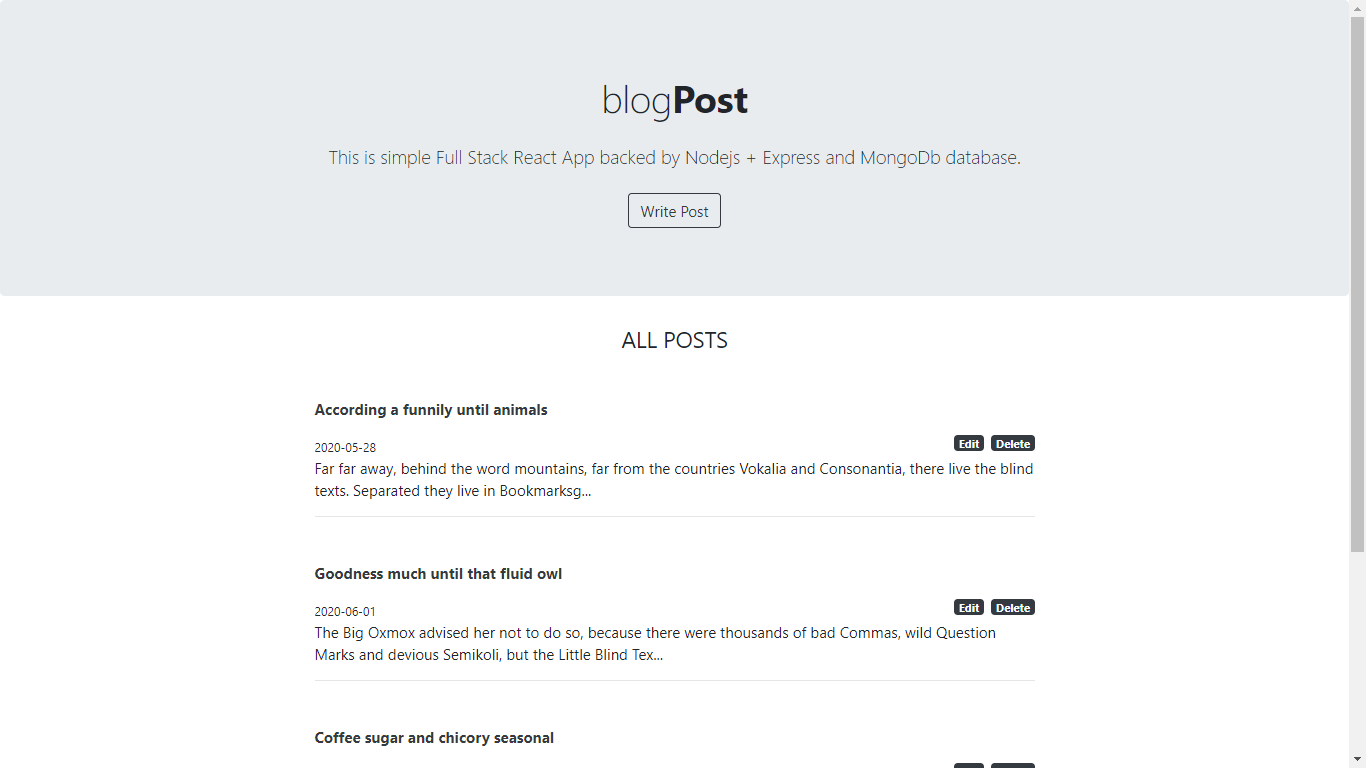 blogPost
This is simple Full Stack React App backed by Nodejs + Express and MongoDb database.
Write Post
ALL POSTS
According a funnily until animals
2020-05-28 Edit Delete
Far far away, behind the word mountains, far from the countries Vokalia and Consonantia, there live the blind
texts. Separated they live in Bookmarksg...
Goodness much until that fluid owl
2020-06-01 Edit Delete
The Big Oxmox advised her not to do so, because there were thousands of bad Commas, wild Question
Marks and devious Semikoli, but the Little Blind Tex...
Coffee sugar and chicory seasonal